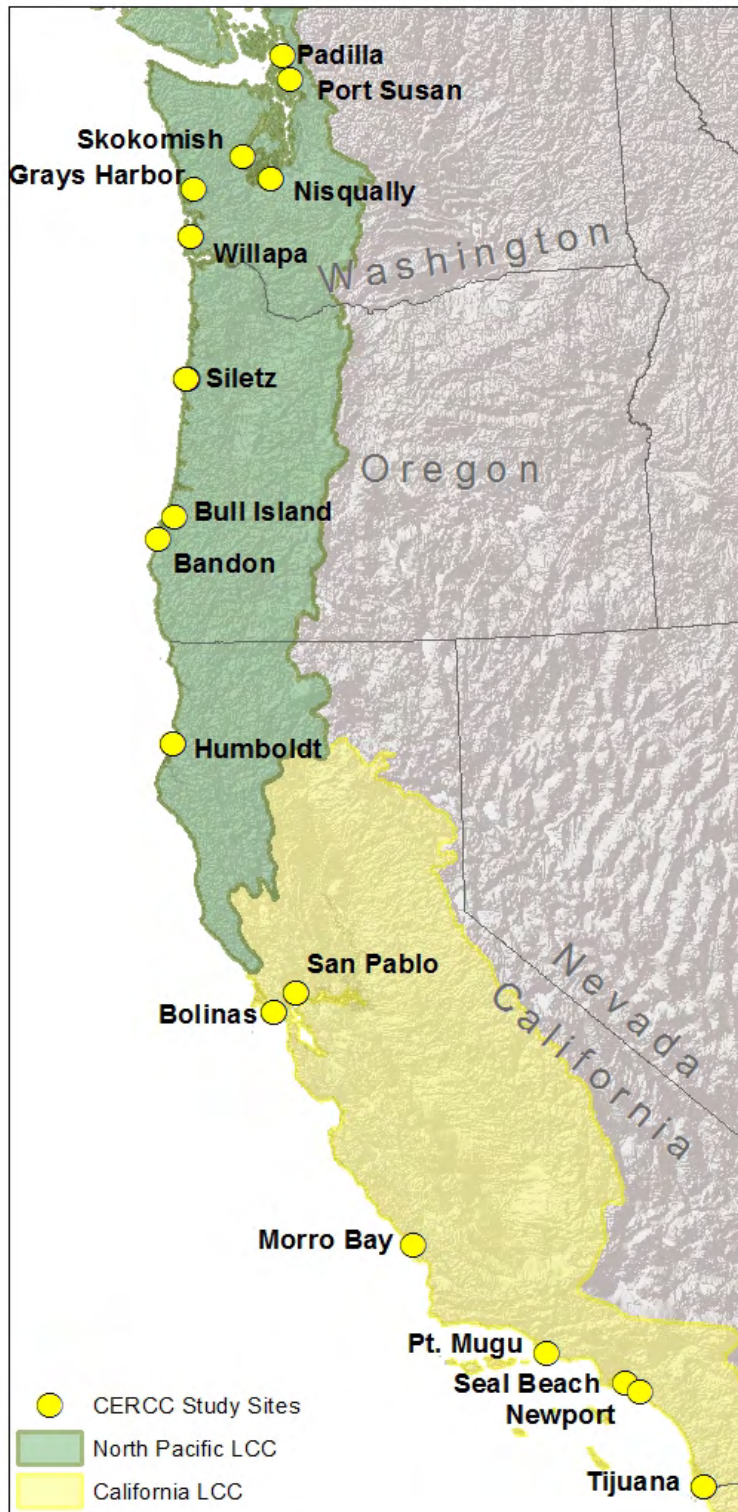 Padilla
Port Susan
Skokomish
Grays Harbor
Nisqually
Willapa
Washington
Siletz
Oregon
Bull Island
Bandon
Humboldt
San Pablo
Nevada
Bolinas
California
Morro Bay
Pt. Mugu
Seal Beach
Newport
CERCC Study Sites
North Pacific LCC
Tijuana
California LCC